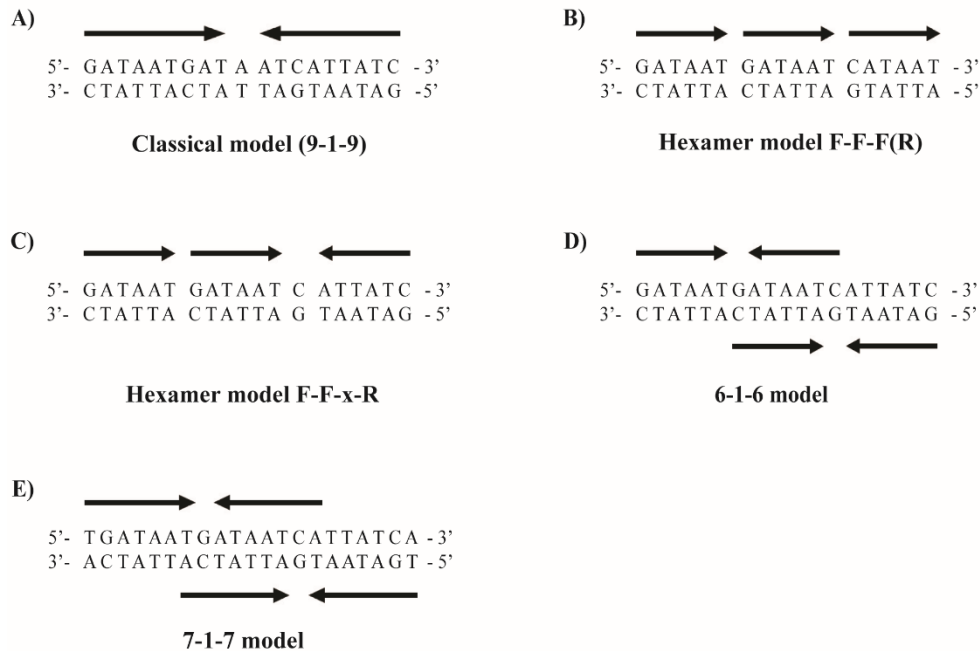 A)
5’- GATAATGAT A ATCATTATC -3’
3’- CTATTACTA T TAGTAATAG -5’
Classical model (9-1-9)
B)
5’- GATAAT GATAAT CATAAT -3’
3’- CTATTA CTATTA GTATTA -5’
Hexamer model F-F-F(R)
C)
5’- GATAAT GATAAT C ATTATC -3’
3’- CTATTA CTATTA G TAATAG -5’
Hexamer model F-F-x-R
D)
5’- GATAATGATAATCATTATC -3’
3’- CTATTACTATTAGTAATAG -5’
6-1-6 model
E)
5’- TGATAATGATAATCATTATCA -3’
3’- ACTATTACTATTAGTAATAGT -5’
7-1-7 model